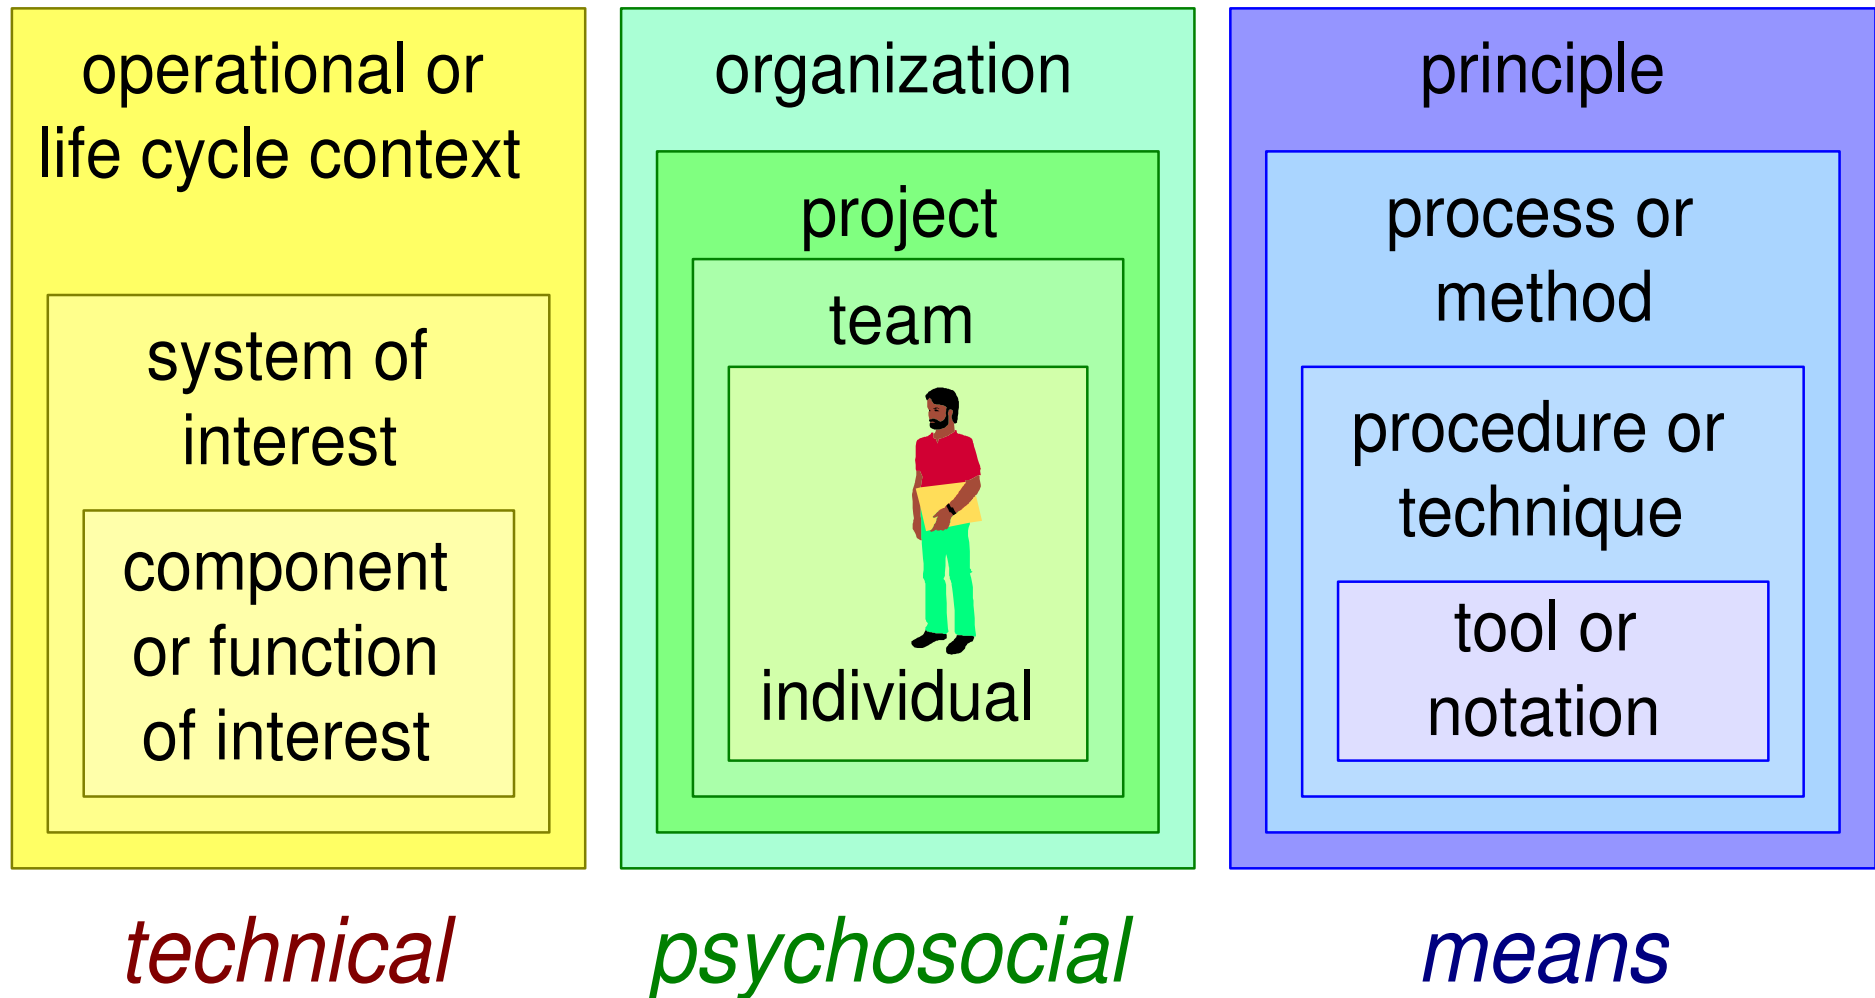 operational or
life cycle context
system of
interest
component
or function
of interest
technical
organization
project
team
individual
psychosocial
principle
process or
method
procedure or
technique
tool or
notation
means